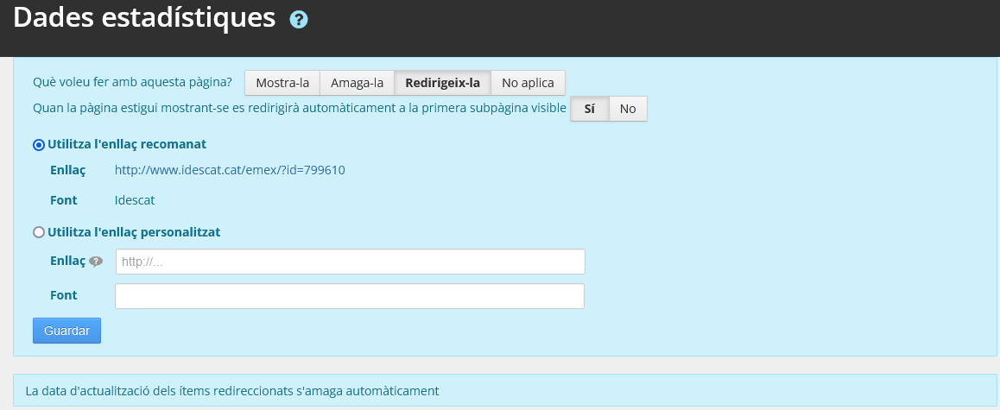 Dades estadístiques ?
Què voleu fer amb aquesta pàgina? Mostra-la Amaga-la Redirigeix-la No aplica
Quan la pàgina estigui mostrant-se es redirigirà automàticament a la primera subpàgina visible Sí No
Utilitza l'enllaç recomanat
Enllaç http://www.idescat.cat/emex/?id=799610
Font Idescat
Utilitza l'enllaç personalitzat
Enllaç ? http://...
Font
Guardar
La data d'actualització dels ítems redireccionats s'amaga automàticament